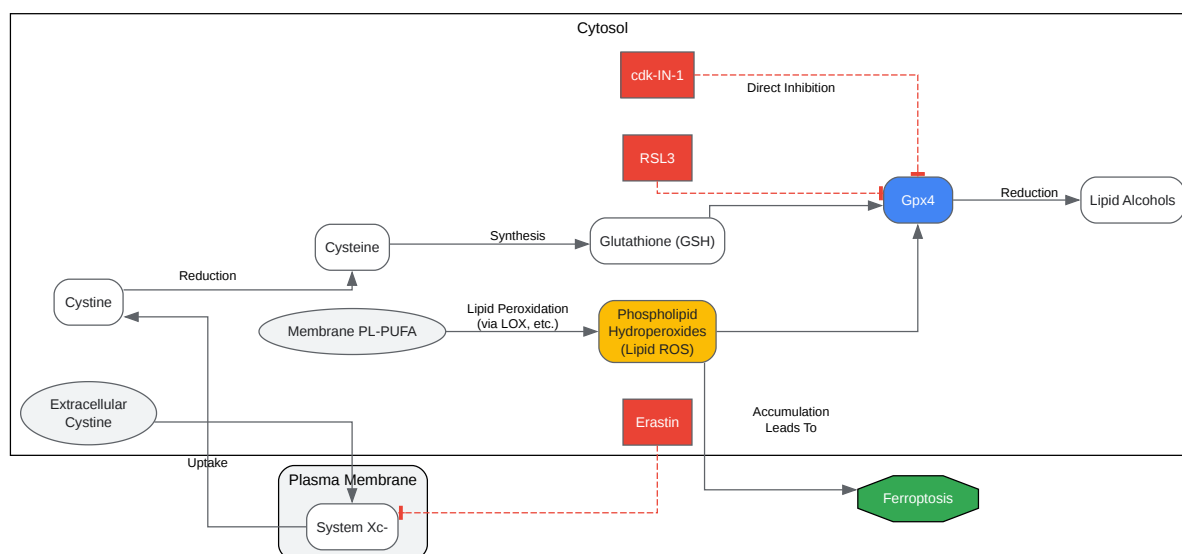 Cytosol
cdk-IN-1
Direct Inhibition
RSL3
Gpx4
Reduction
Lipid Alcohols
Cysteine
Synthesis
Glutathione (GSH)
Reduction
Cystine
Membrane PL-PUFA
Lipid Peroxidation
(via LOX, etc.)
Phospholipid
Hydroperoxides
(Lipid ROS)
Extracellular
Cystine
Erastin
Accumulation
Leads To
Uptake
Plasma Membrane
System Xc-
Ferroptosis